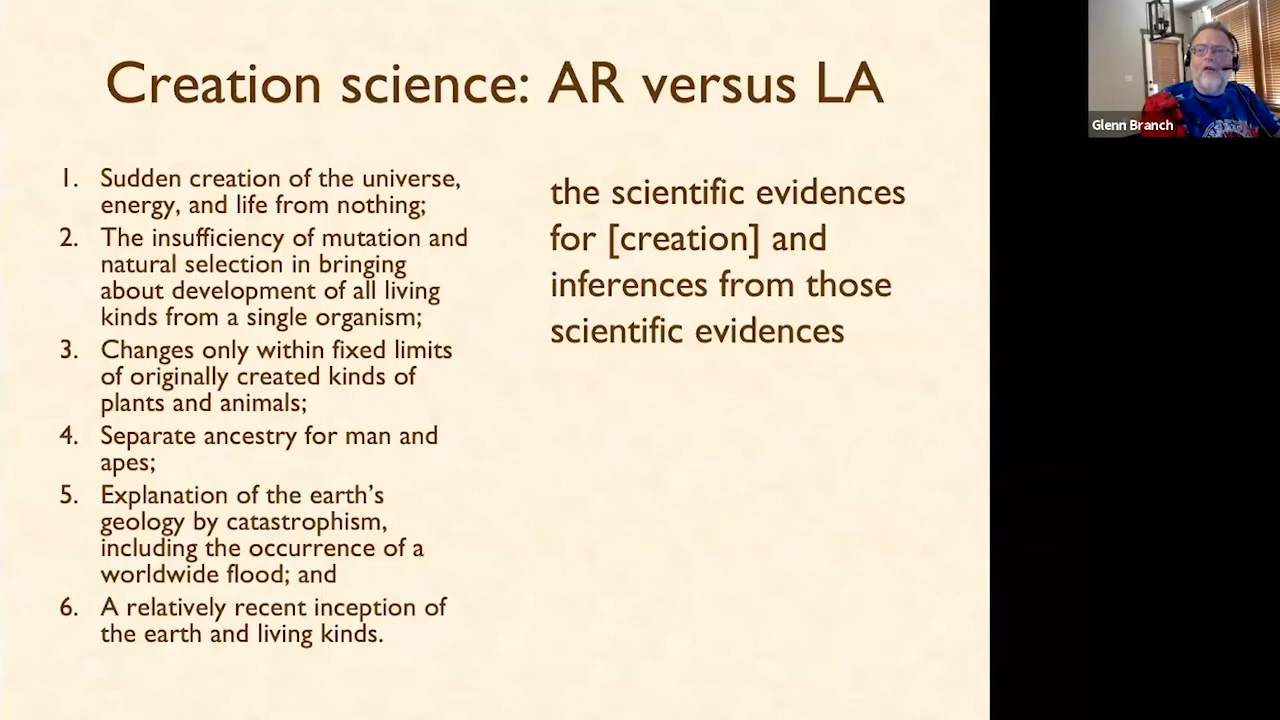 Creation science: AR versus LA
1. Sudden creation of the universe,
energy, and life from nothing;
2. The insufficiency of mutation and
natural selection in bringing
about development of all living
kinds from a single organism;
3. Changes only within fixed limits
of originally created kinds of
plants and animals;
4. Separate ancestry for man and
apes;
5. Explanation of the earth’s
geology by catastrophism,
including the occurrence of a
worldwide flood; and
6. A relatively recent inception of
the earth and living kinds.
the scientific evidences
for [creation] and
inferences from those
scientific evidences
Glenn Branch